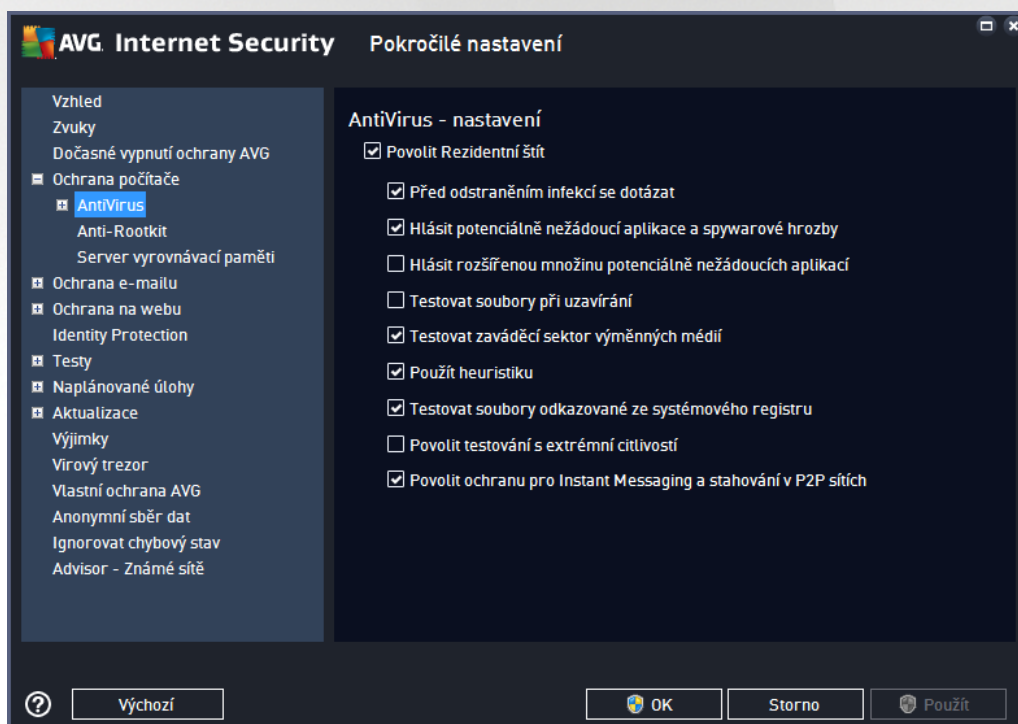 AVG. Internet Security Pokročilé nastavení
Vzhled
Zvuky
Dočasné vypnutí ochrany AVG
Ochrana počítače
AntiVirus
Anti-Rootkit
Server vyrovnávací paměti
Ochrana e-mailu
Ochrana na webu
Identity Protection
Testy
Naplánované úlohy
Aktualizace
Výjimky
Virový trezor
Vlastní ochrana AVG
Anonymní sběr dat
Ignorovat chybový stav
Advisor - Známé sítě
AntiVirus - nastavení
Povolit Rezidentní štít
Před odstraněním infekcí se dotázat
Hlásit potenciálně nežádoucí aplikace a spywarové hrozby
Hlásit rozšířenou množinu potenciálně nežádoucích aplikací
Testovat soubory při uzavírání
Testovat zaváděcí sektor výměnných médií
Použít heuristiku
Testovat soubory odkazované ze systémového registru
Povolit testování s extrémní citlivostí
Povolit ochranu pro Instant Messaging a stahování v P2P sítích
? Výchozí OK Storno Použít